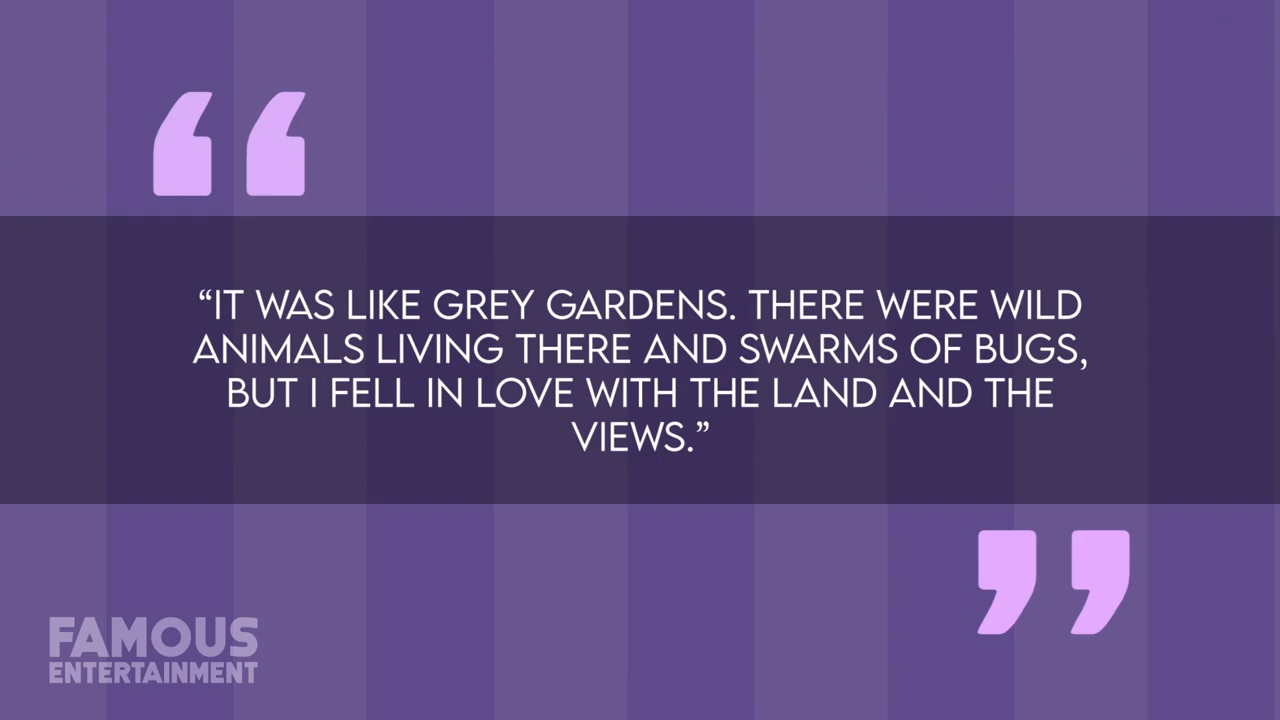 “IT WAS LIKE GREY GARDENS. THERE WERE WILD
ANIMALS LIVING THERE AND SWARMS OF BUGS,
BUT I FELL IN LOVE WITH THE LAND AND THE
VIEWS.”
FAMOUS
ENTERTAINMENT